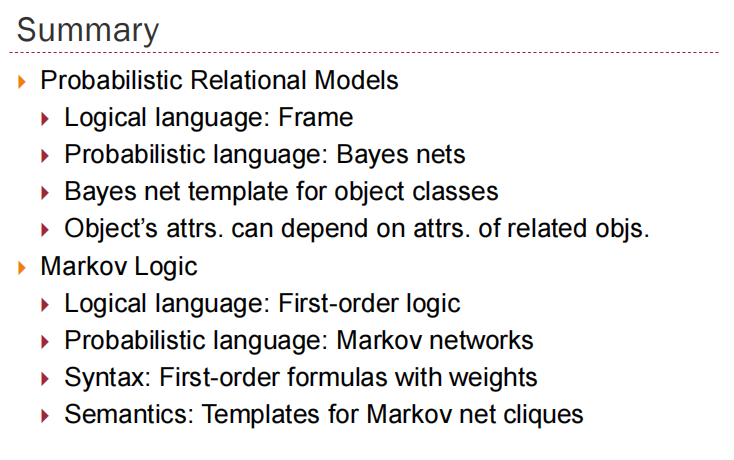 Summary
Probabilistic Relational Models
Logical language: Frame
Probabilistic language: Bayes nets
Bayes net template for object classes
Object’s attrs. can depend on attrs. of related objs.
Markov Logic
Logical language: First-order logic
Probabilistic language: Markov networks
Syntax: First-order formulas with weights
Semantics: Templates for Markov net cliques